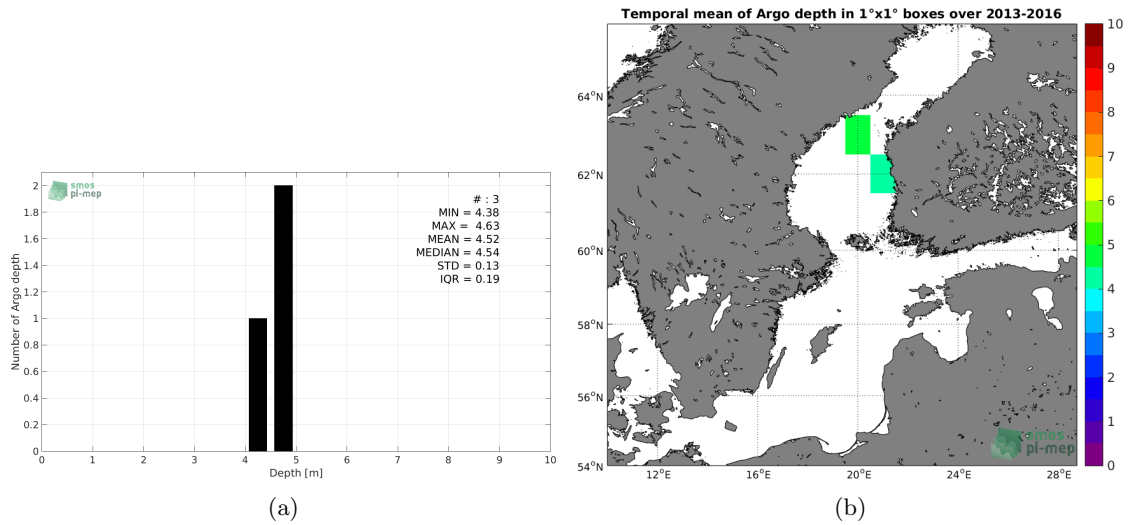 smos
pi-mep
# : 3
MIN = 4.38
MAX = 4.63
MEAN = 4.52
MEDIAN = 4.54
STD = 0.13
IQR = 0.19
2
1.8
1.6
1.4
1.2
1
0.8
0.6
0.4
0.2
0
Number of Argo depth
0 1 2 3 4 5 6 7 8 9 10
Depth [m]
(a)
Temporal mean of Argo depth in 1°x1° boxes over 2013-2016
64°N
62°N
60°N
58°N
56°N
54°N
12°E 16°E 20°E 24°E 28°E
smos
pi-mep
10
9
8
7
6
5
4
3
2
1
0
(b)